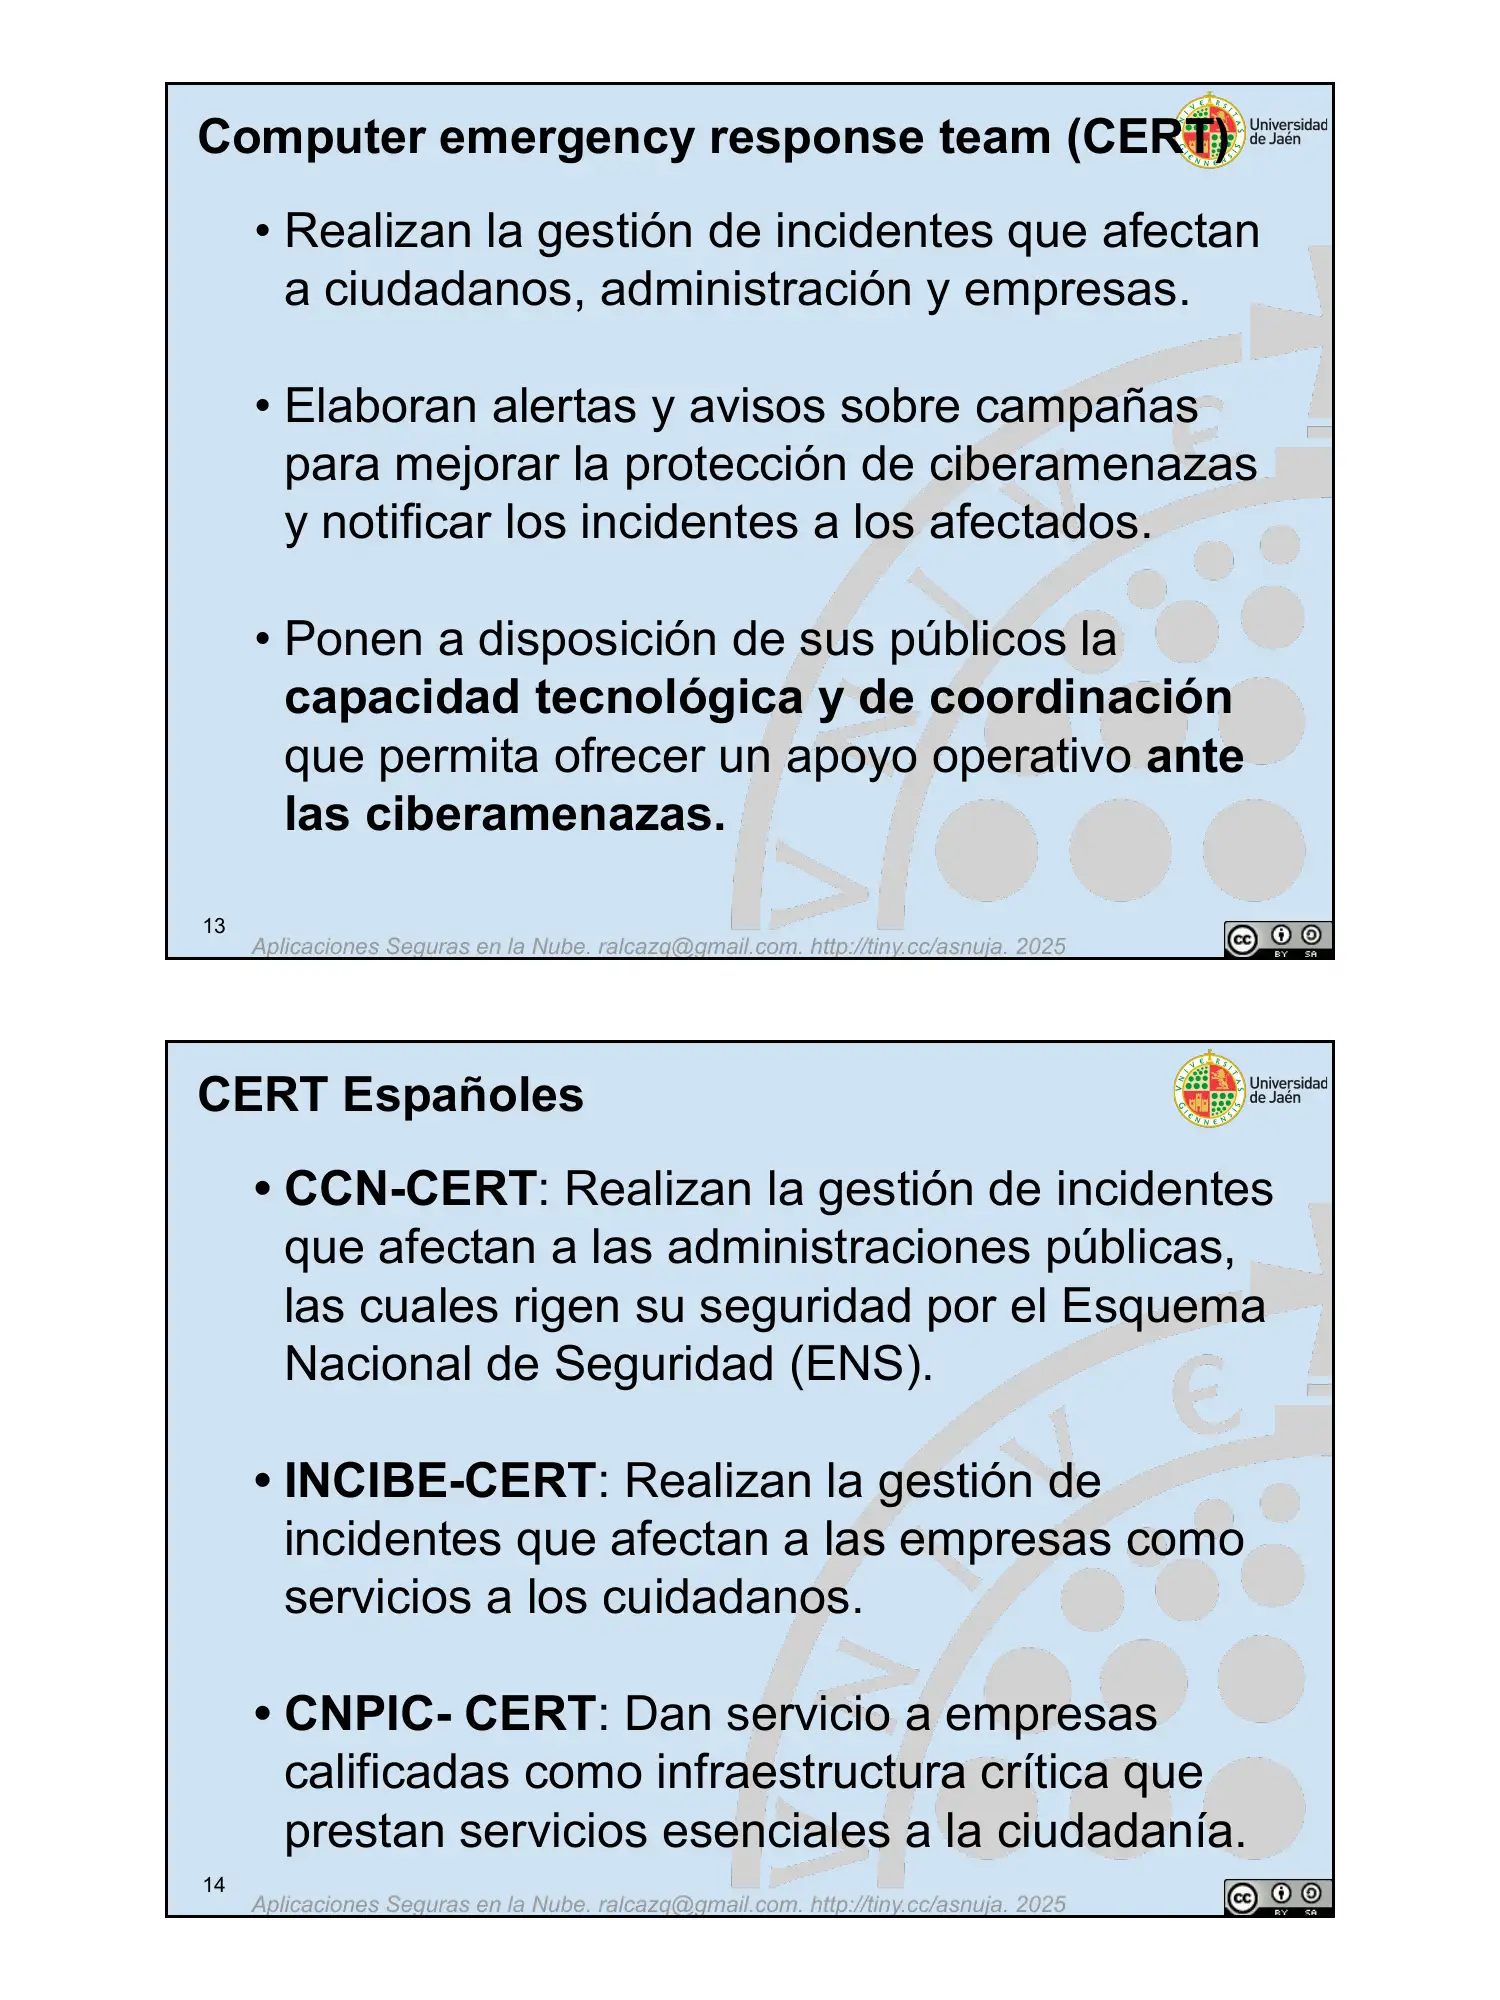 Computer emergency response team (CERT)
Universidad
de Jaén
• Realizan la gestión de incidentes que afectan
a ciudadanos, administración y empresas.
• Elaboran alertas y avisos sobre campañas
para mejorar la protección de ciberamenazas
y notificar los incidentes a los afectados.
• Ponen a disposición de sus públicos la
capacidad tecnológica y de coordinación
que permita ofrecer un apoyo operativo ante
las ciberamenazas.
13
Aplicaciones Seguras en la Nube. ralcazq@gmail.com. http://tiny.cc/asnuja. 2025
cc BY SA
CERT Españoles
Universidad
de Jaén
• CCN-CERT: Realizan la gestión de incidentes
que afectan a las administraciones públicas,
las cuales rigen su seguridad por el Esquema
Nacional de Seguridad (ENS).
• INCIBE-CERT: Realizan la gestión de
incidentes que afectan a las empresas como
servicios a los cuidadanos.
• CNPIC- CERT: Dan servicio a empresas
calificadas como infraestructura crítica que
prestan servicios esenciales a la ciudadanía.
14
Aplicaciones Seguras en la Nube. ralcazq@gmail.com. http://tiny.cc/asnuja. 2025
cc BY SA